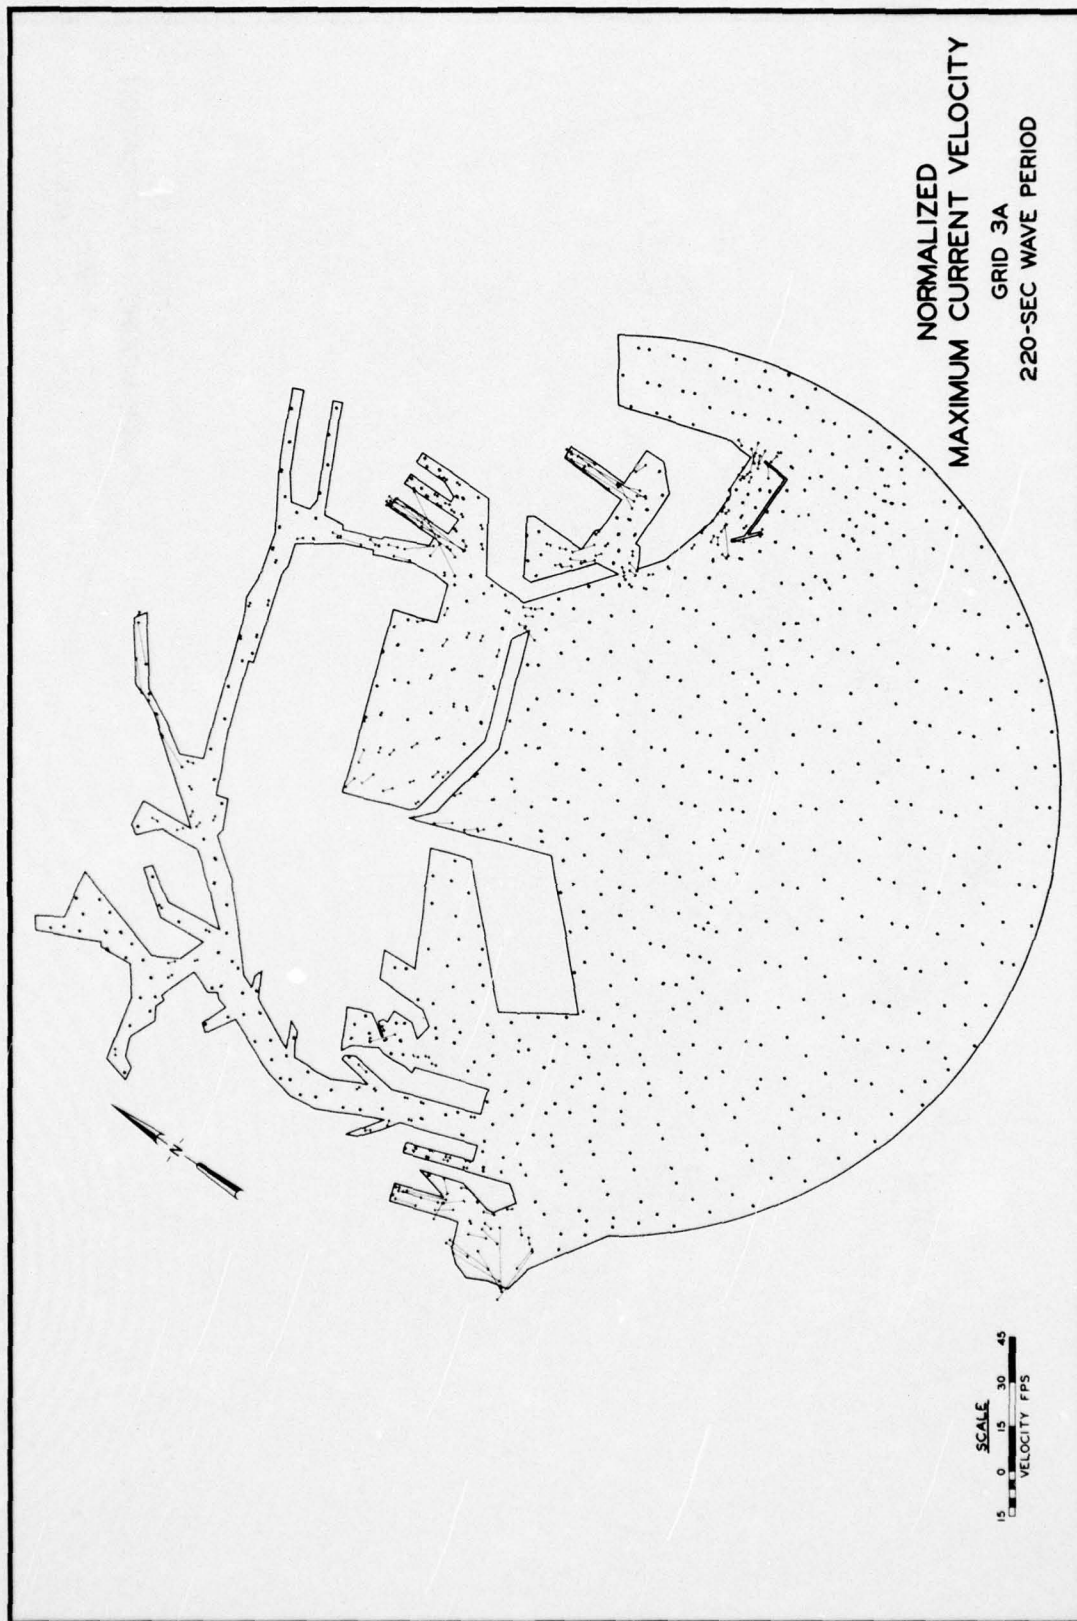 NORMALIZED
MAXIMUM CURRENT VELOCITY
GRID 3A
220-SEC WAVE PERIOD
N
SCALE
15 0 15 30 45
VELOCITY FPS